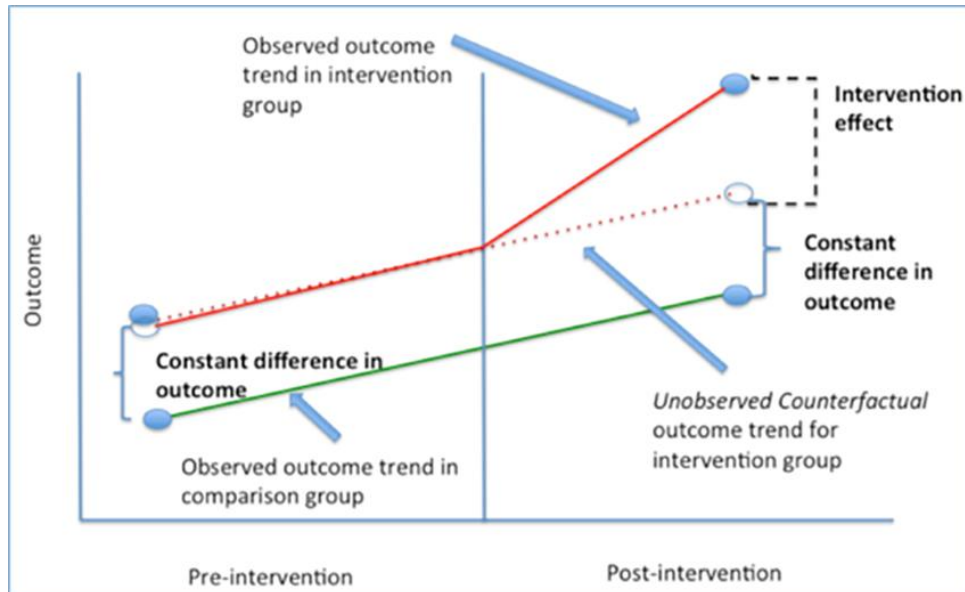 Observed outcome
trend in intervention
group
Intervention
effect
Constant
difference in
outcome
Outcome
Constant difference in
outcome
Unobserved Counterfactual
outcome trend for
intervention group
Observed outcome trend in
comparison group
Pre-intervention
Post-intervention